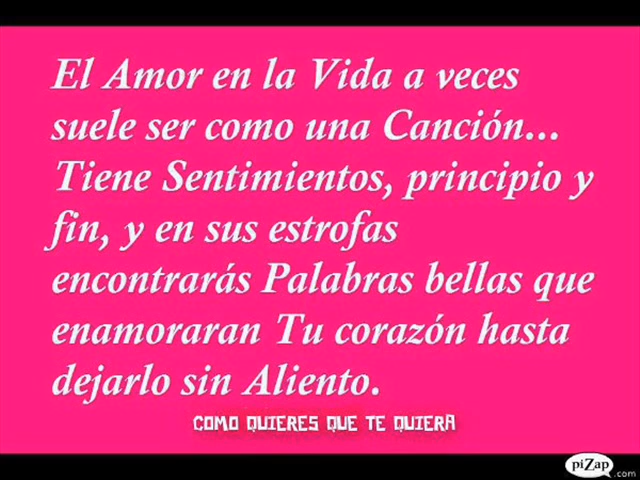 El Amor en la Vida a veces
suele ser como una Canción...
Tiene Sentimientos, principio y
fin, y en sus estrofas
encontrarás Palabras bellas que
enamoraran Tu corazón hasta
dejarlo sin Aliento.
COMO QUIERES QUE TE QUIERA
piZap.com